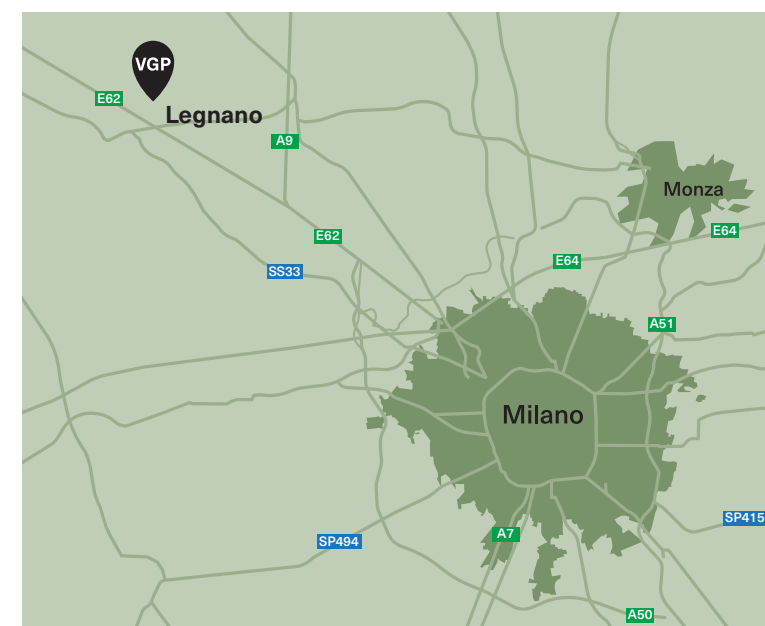 VGP
E62
Legnano
A9
Monza
E62
E64
E64
SS33
A51
Milano
SP415
A7
SP494
A50